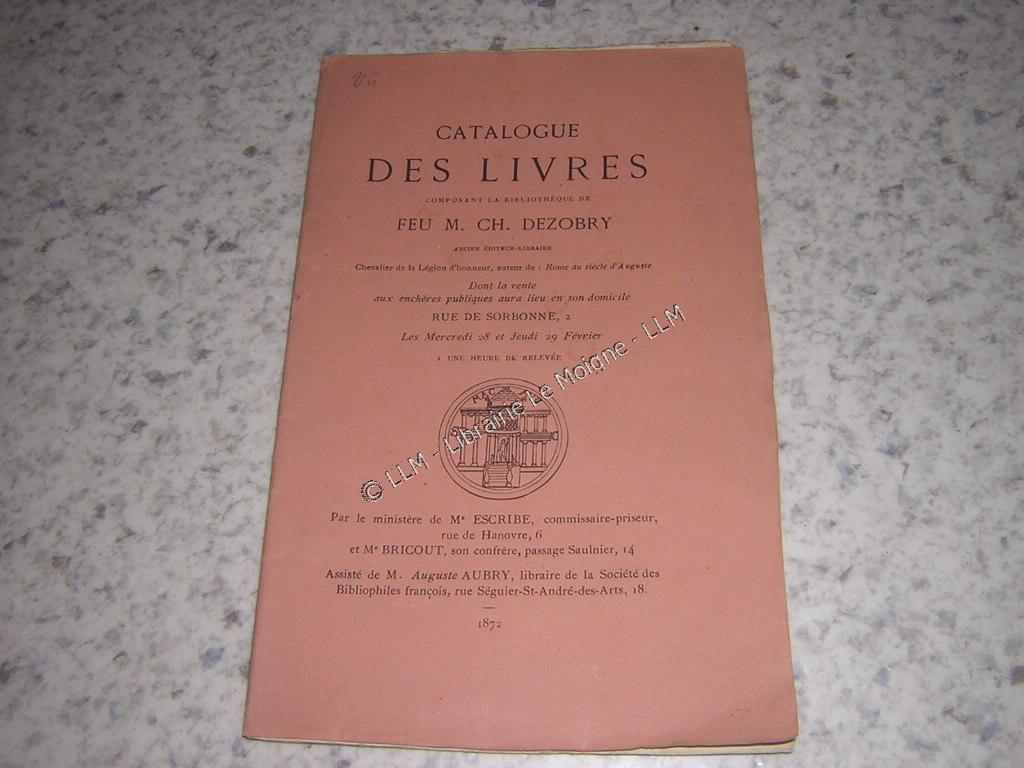 CATALOGUE
DES LIVRES
COMPOSANT LA BIBLIOTHÈQUE DE
FEU M. CH. DEZOBRY
ANCIEN ÉDITEUR-LIBRAIRE
Chevalier de la Légion d'honneur, auteur de : Rome au siècle d'Auguste
Dont la vente
aux enchères publiques aura lieu en son domicile
RUE DE SORBONNE, 2
Les Mercredi 28 et Jeudi 29 Février
A UNE HEURE DE RELEVÉE
© LLM - Librairie Le Moigne - LLM
Par le ministère de Me ESCRIBE, commissaire-priseur,
rue de Hanovre, 6
et Me BRICOUT, son confrère, passage Saulnier, 14
Assisté de M. Auguste AUBRY, libraire de la Société des
Bibliophiles françois, rue Séguier-St-André-des-Arts, 18.
1872